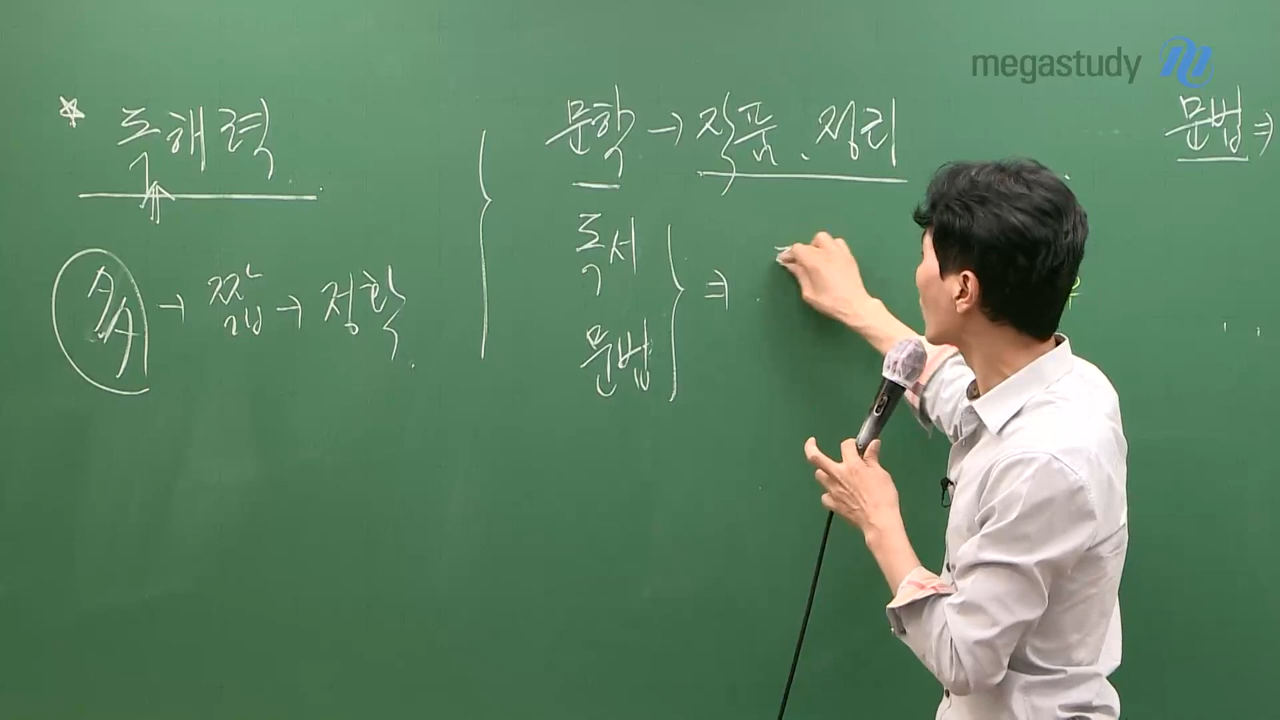 megastudy
* 독해력
多 → 짧 → 정확
문학 → 작품. 정리
독서
문법 ⇒
문법 ⇒